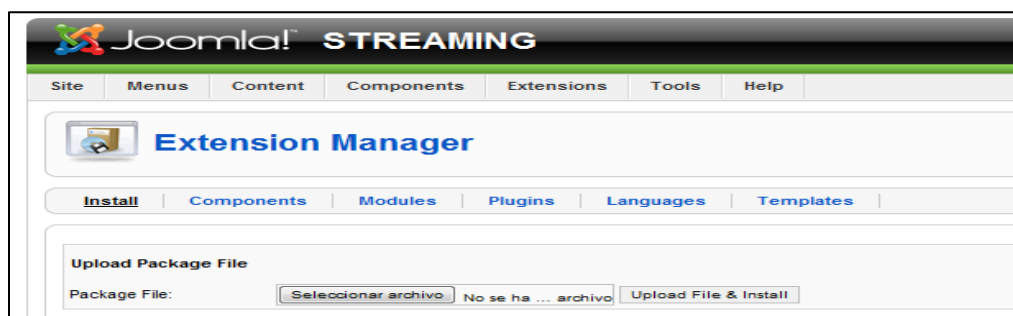 Joomla!™ STREAMING
Site Menus Content Components Extensions Tools Help
Extension Manager
Install Components Modules Plugins Languages Templates
Upload Package File
Package File: Seleccionar archivo No se ha ... archivo Upload File & Install